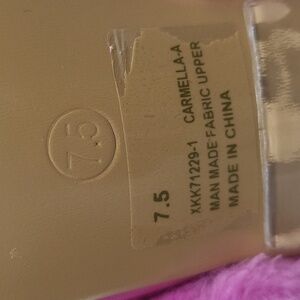 7.5
7.5
XKK71229-1 CARMELLA-A
MAN MADE FABRIC UPPER
MADE IN CHINA